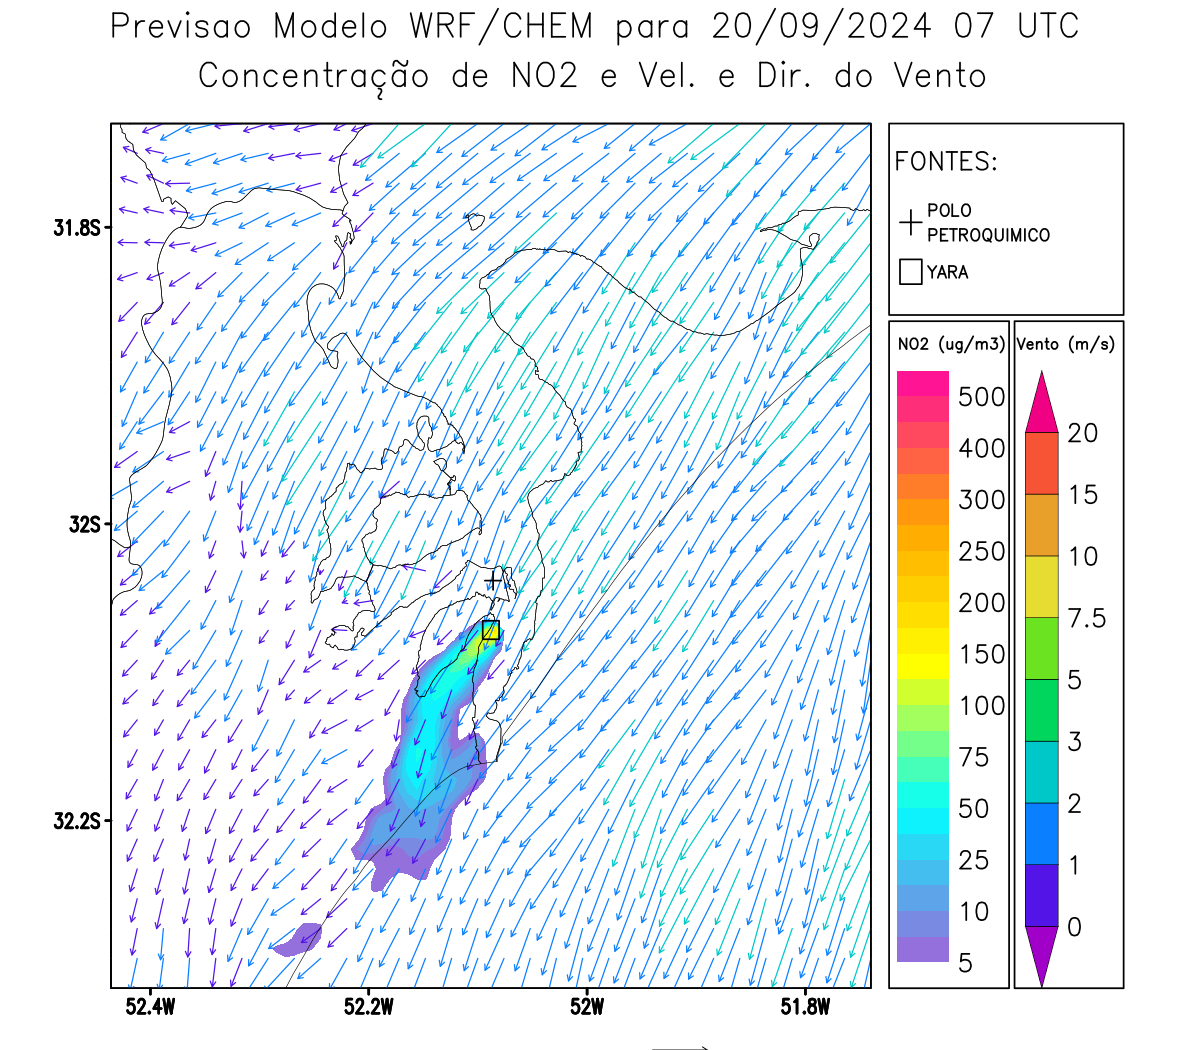 Previsao Modelo WRF/CHEM para 20/09/2024 07 UTC
Concentração de NO2 e Vel. e Dir. do Vento
FONTES:
POLO
PETROQUIMICO
YARA
31.8S
32S
32.2S
52.4W
52.2W
52W
51.8W
NO2 (ug/m3)
500
400
300
250
200
150
100
75
50
25
10
5
Vento (m/s)
20
15
10
7.5
5
3
2
1
0